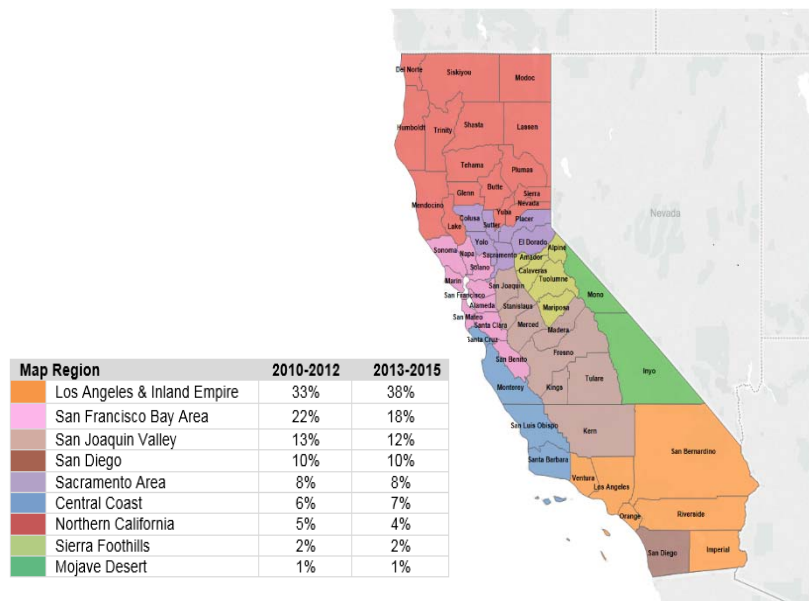 Del Norte
Siskiyou
Modoc
Humboldt
Trinity
Shasta
Lassen
Tehama
Plumas
Butte
Glenn
Sierra
Nevada
Mendocino
Yuba
Colusa
Placer
Lake
Sutter
Nevada
Sonoma
Napa
Yolo
El Dorado
Alpine
Sacramento
Amador
Solano
Calaveras
Marin
San Joaquin
Tuolumne
San Francisco
Mono
Alameda
Stanislaus
Mariposa
San Mateo
Santa Clara
Merced
Madera
Santa Cruz
Fresno
San Benito
Inyo
Monterey
Kings
Tulare
San Luis Obispo
Kern
San Bernardino
Santa Barbara
Ventura
Los Angeles
Orange
Riverside
San Diego
Imperial
Map Region 2010-2012 2013-2015
Los Angeles & Inland Empire 33% 38%
San Francisco Bay Area 22% 18%
San Joaquin Valley 13% 12%
San Diego 10% 10%
Sacramento Area 8% 8%
Central Coast 6% 7%
Northern California 5% 4%
Sierra Foothills 2% 2%
Mojave Desert 1% 1%